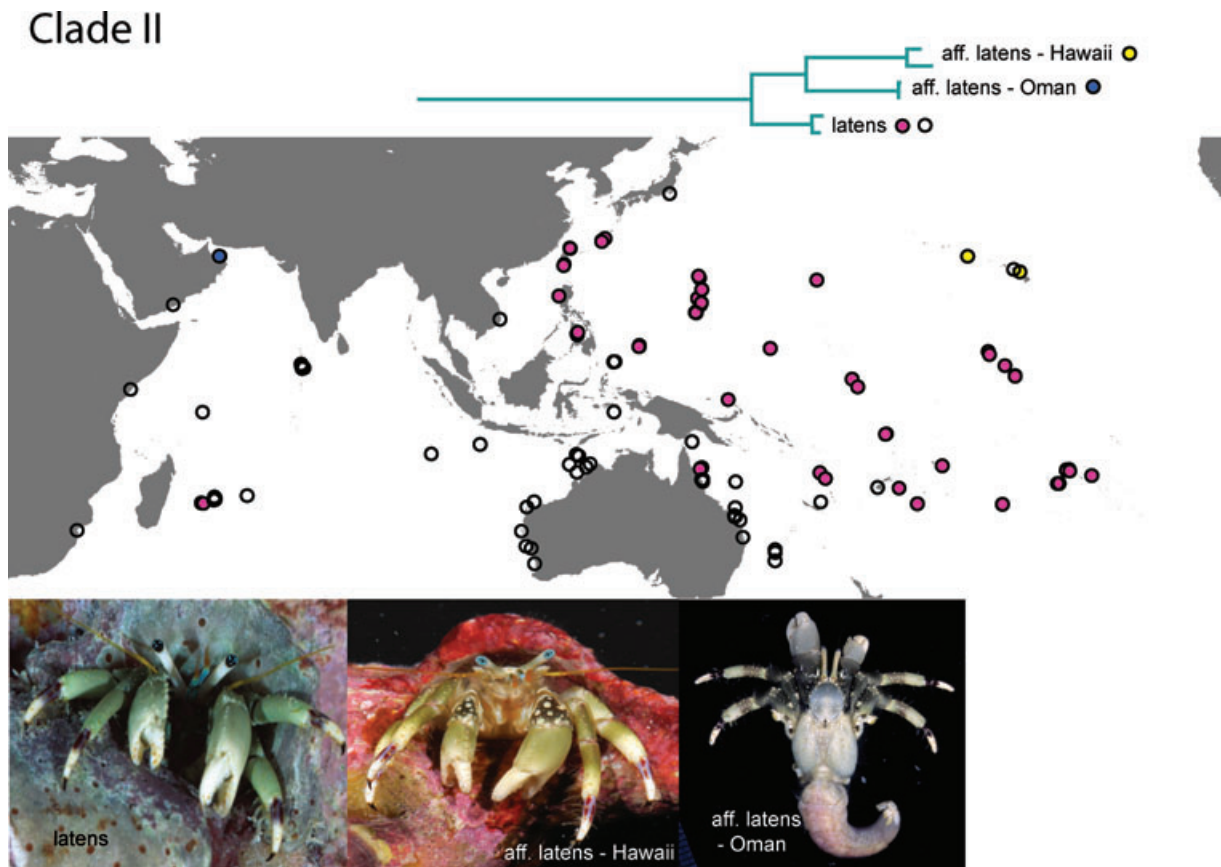 Clade II
aff. latens - Hawaii
aff. latens - Oman
latens
latens
aff. latens - Hawaii
aff. latens
- Oman